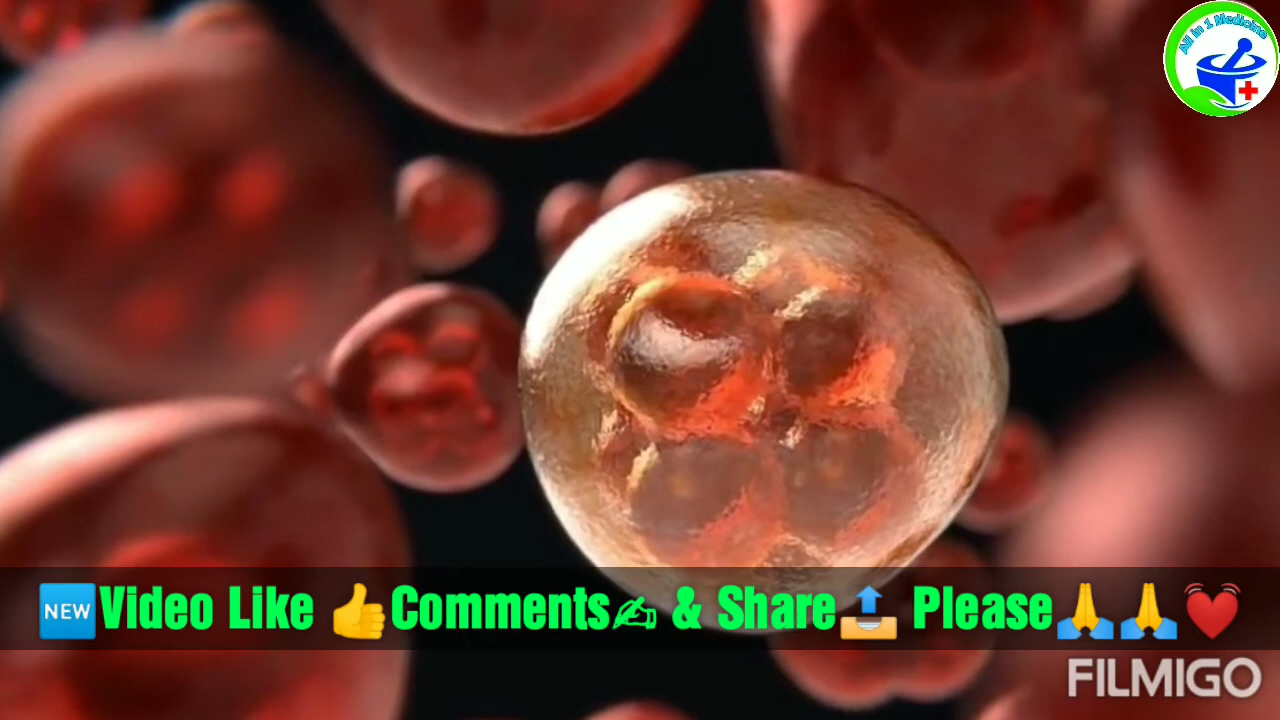 All in 1 Medicine
🆕Video Like 👍Comments✍ & Share📤 Please🙏🙏💓
FILMIGO